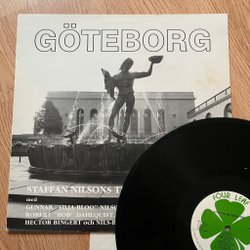 GÖTEBORG
STAFFAN NILSONS T
med
GUNNAR "SILJA-BLOO" NILS
ROBERT "BOB" DAHLQUIST
HECTOR BINGERT och NILS-B
FOUR LEAF